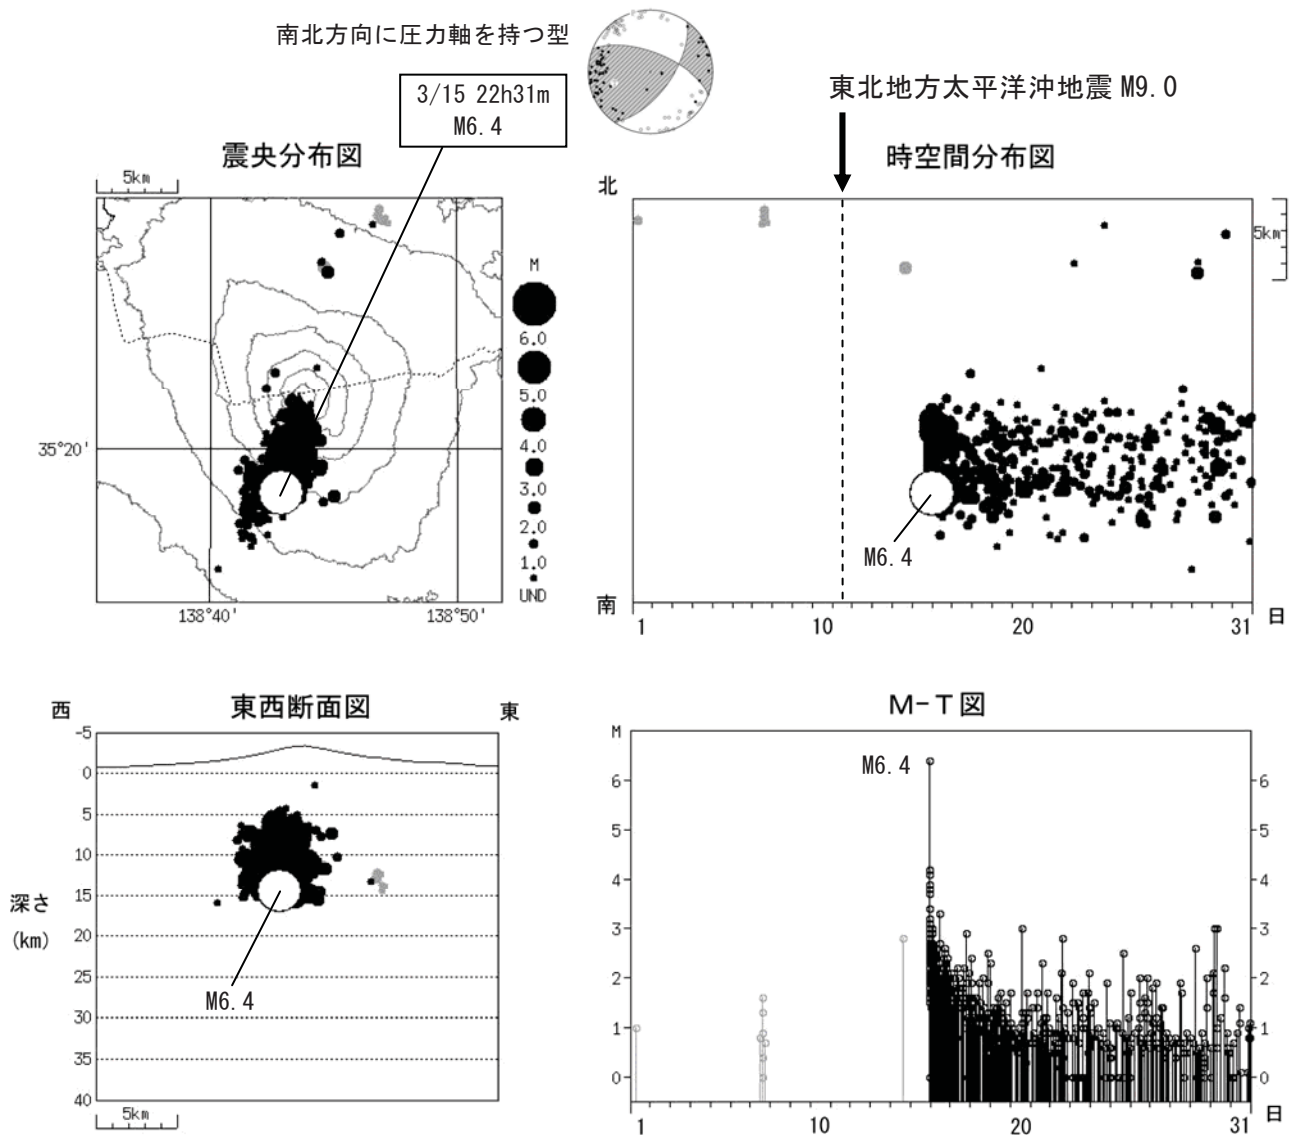 南北方向に圧力軸を持つ型
3/15 22h31m
M6.4
東北地方太平洋沖地震 M9.0
震央分布図
5km
35°20'
138°40'
138°50'
M
6.0
5.0
4.0
3.0
2.0
1.0
UND
時空間分布図
北
南
5km
M6.4
1
10
20
31
日
東西断面図
西
東
-5
0
5
10
15
20
25
30
35
40
深さ
(km)
M6.4
5km
M-T図
M
6
5
4
3
2
1
0
M6.4
6
5
4
3
2
1
0
1
10
20
31
日